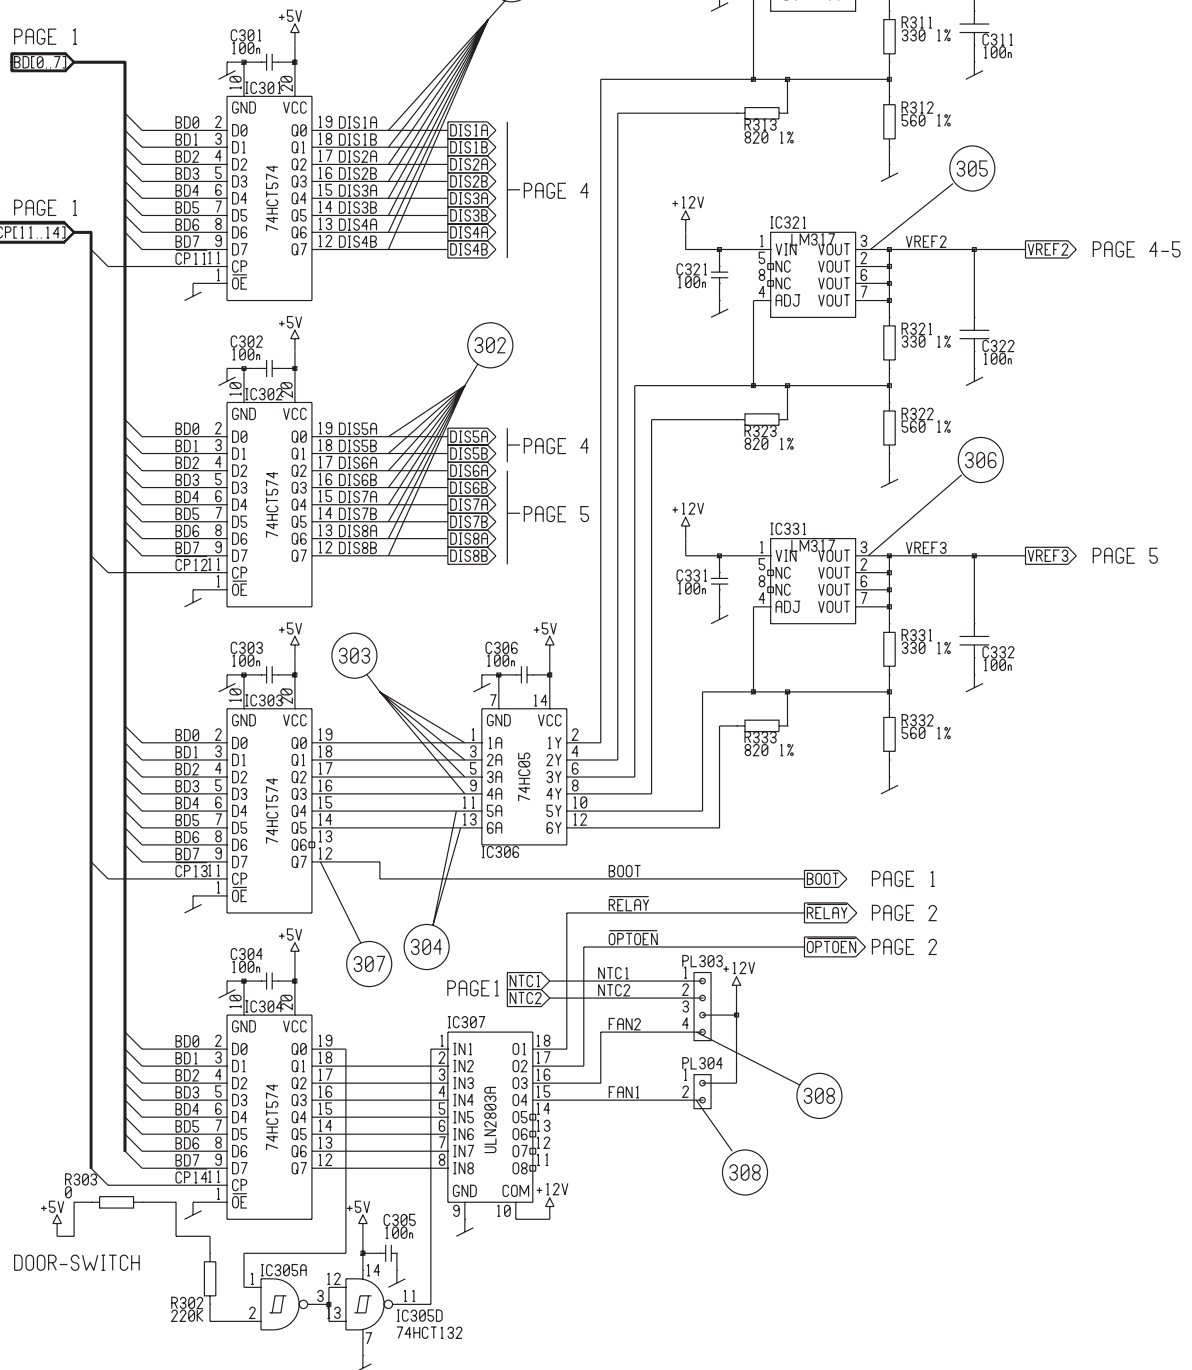 PAGE 1
BD[0..7]
PAGE 1
CP[11..14]
+5V
C301
100n
10
20
IC301
GND VCC
BD0 2 D0 Q0 19 DIS1A DIS1A
BD1 3 D1 Q1 18 DIS1B DIS1B
BD2 4 D2 Q2 17 DIS2A DIS2A
BD3 5 D3 Q3 16 DIS2B DIS2B
BD4 6 D4 Q4 15 DIS3A DIS3A
BD5 7 D5 Q5 14 DIS3B DIS3B
BD6 8 D6 Q6 13 DIS4A DIS4A
BD7 9 D7 Q7 12 DIS4B DIS4B
CP11 11 CP
1 OE
74HCT574
PAGE 4
+5V
C302
100n
10
20
IC302
302
GND VCC
BD0 2 D0 Q0 19 DIS5A DIS5A
BD1 3 D1 Q1 18 DIS5B DIS5B
BD2 4 D2 Q2 17 DIS6A DIS6A
BD3 5 D3 Q3 16 DIS6B DIS6B
BD4 6 D4 Q4 15 DIS7A DIS7A
BD5 7 D5 Q5 14 DIS7B DIS7B
BD6 8 D6 Q6 13 DIS8A DIS8A
BD7 9 D7 Q7 12 DIS8B DIS8B
CP12 11 CP
1 OE
74HCT574
PAGE 4
PAGE 5
+5V
C303
100n
10
20
IC303
303
GND VCC
BD0 2 D0 Q0 19
BD1 3 D1 Q1 18
BD2 4 D2 Q2 17
BD3 5 D3 Q3 16
BD4 6 D4 Q4 15
BD5 7 D5 Q5 14
BD6 8 D6 Q6 13
BD7 9 D7 Q7 12
CP13 11 CP
1 OE
74HCT574
304
307
+5V
C306
100n
7 14
GND VCC
1 1A 1Y 2
3 2A 2Y 4
5 3A 3Y 6
9 4A 4Y 8
11 5A 5Y 10
13 6A 6Y 12
74HC05
IC306
BOOT BOOT PAGE 1
RELAY RELAY PAGE 2
OPTOEN OPTOEN PAGE 2
+5V
C304
100n
10
20
IC304
GND VCC
BD0 2 D0 Q0 19
BD1 3 D1 Q1 18
BD2 4 D2 Q2 17
BD3 5 D3 Q3 16
BD4 6 D4 Q4 15
BD5 7 D5 Q5 14
BD6 8 D6 Q6 13
BD7 9 D7 Q7 12
CP14 11 CP
1 OE
74HCT574
PAGE1 NTC1 NTC1
NTC2 NTC2
PL303
1
2
3
4
+12V
FAN2
PL304
1
2
FAN1
308
308
IC307
1 IN1 O1 18
2 IN2 O2 17
3 IN3 O3 16
4 IN4 O4 15
5 IN5 O5 14
6 IN6 O6 13
7 IN7 O7 12
8 IN8 O8 11
ULN2803A
GND COM
9 10
+12V
R303
0
+5V
DOOR-SWITCH
R302
220K
IC305A
1
2
3
+5V
C305
100n
14
12
13
11
7
IC305D
74HCT132
R311
330 1%
C311
100n
R312
560 1%
R313
820 1%
305
+12V
IC321
LM317
1 VIN VOUT 3
5 NC VOUT 2
8 NC VOUT 6
4 ADJ VOUT 7
C321
100n
VREF2 VREF2 PAGE 4-5
R321
330 1%
C322
100n
R322
560 1%
R323
820 1%
306
+12V
IC331
LM317
1 VIN VOUT 3
5 NC VOUT 2
8 NC VOUT 6
4 ADJ VOUT 7
C331
100n
VREF3 VREF3 PAGE 5
R331
330 1%
C332
100n
R332
560 1%
R333
820 1%